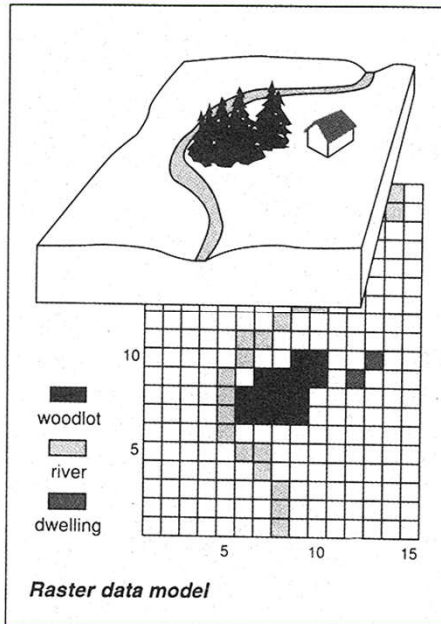 10
woodlot
5
river
dwelling
5 10 15
Raster data model